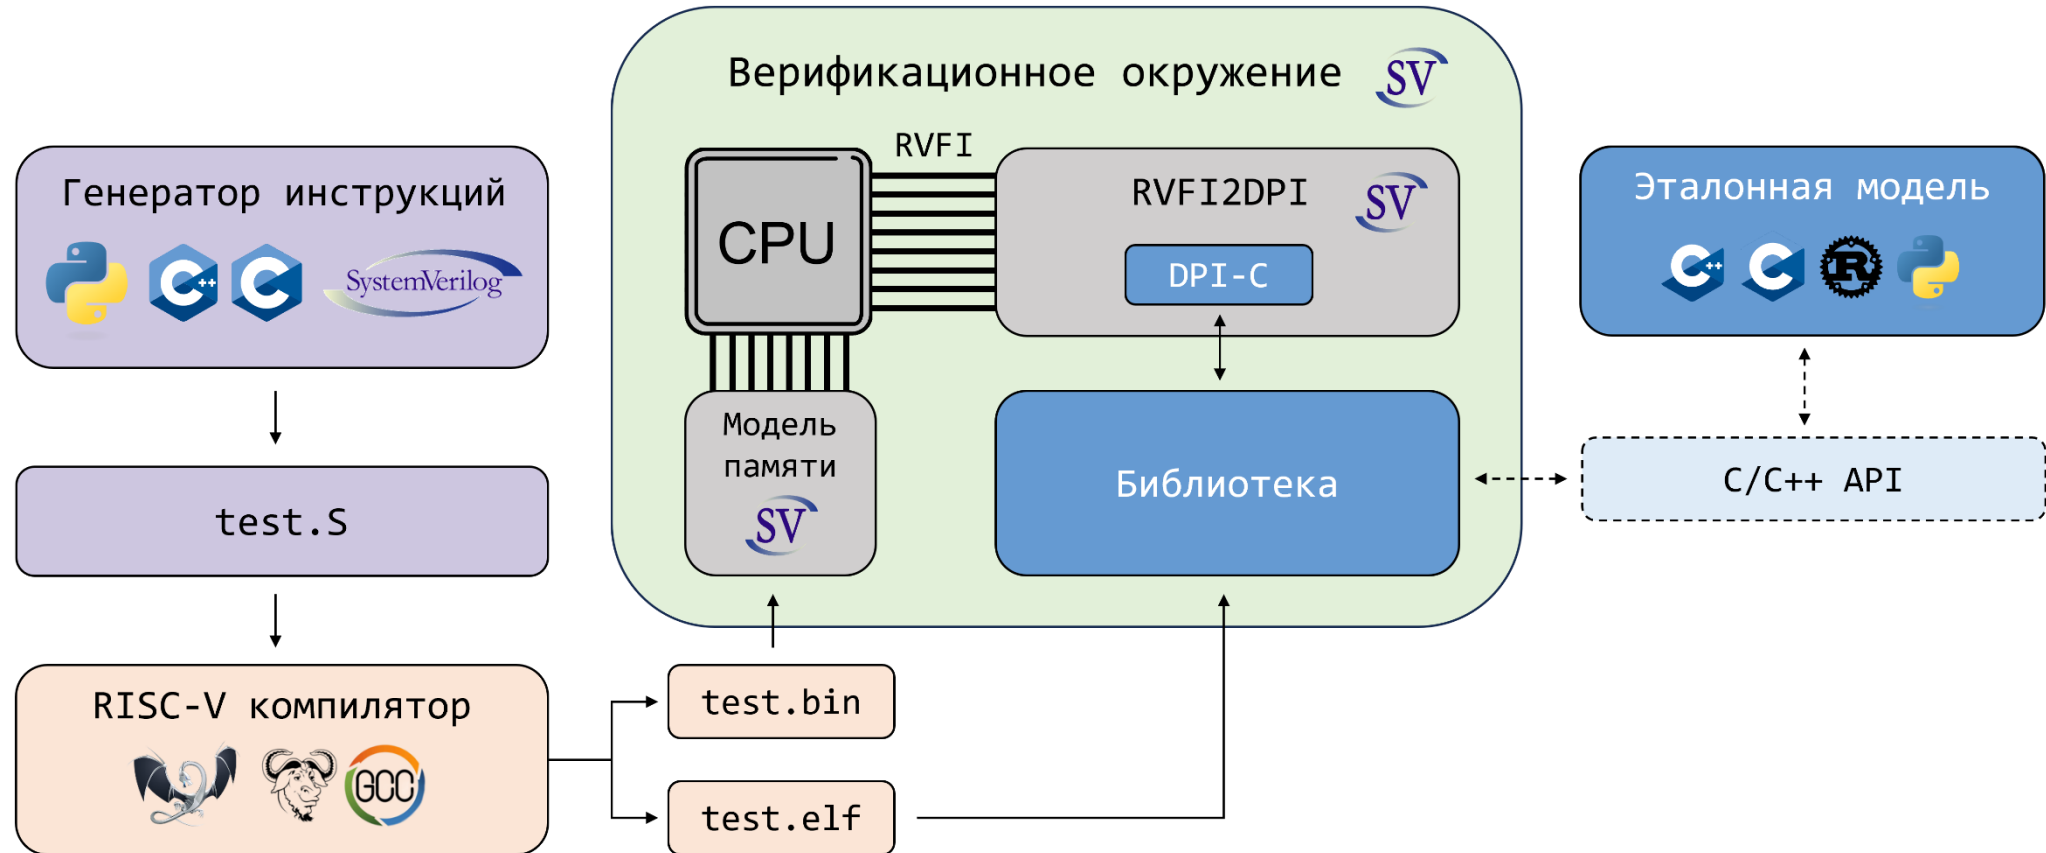 Верификационное окружение SV
RVFI
Генератор инструкций
C++ C SystemVerilog
CPU
RVFI2DPI SV
DPI-C
Эталонная модель
C++ C R
Модель
памяти
SV
Библиотека
C/C++ API
test.S
RISC-V компилятор
GCC
test.bin
test.elf